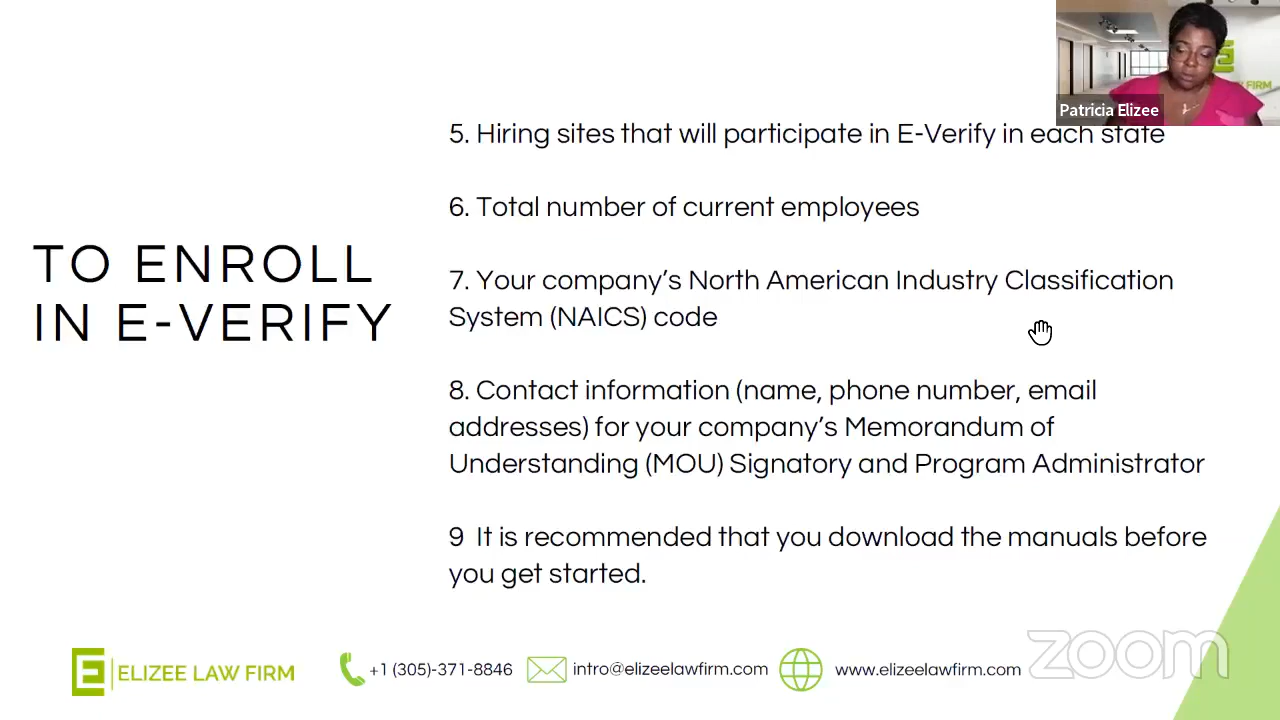 Patricia Elizee
5. Hiring sites that will participate in E-Verify in each state
6. Total number of current employees
TO ENROLL
IN E-VERIFY
7. Your company’s North American Industry Classification
System (NAICS) code
8. Contact information (name, phone number, email
addresses) for your company’s Memorandum of
Understanding (MOU) Signatory and Program Administrator
9 It is recommended that you download the manuals before
you get started.
ELIZEE LAW FIRM
+1 (305)-371-8846
intro@elizeelawfirm.com
www.elizeelawfirm.com
zoom